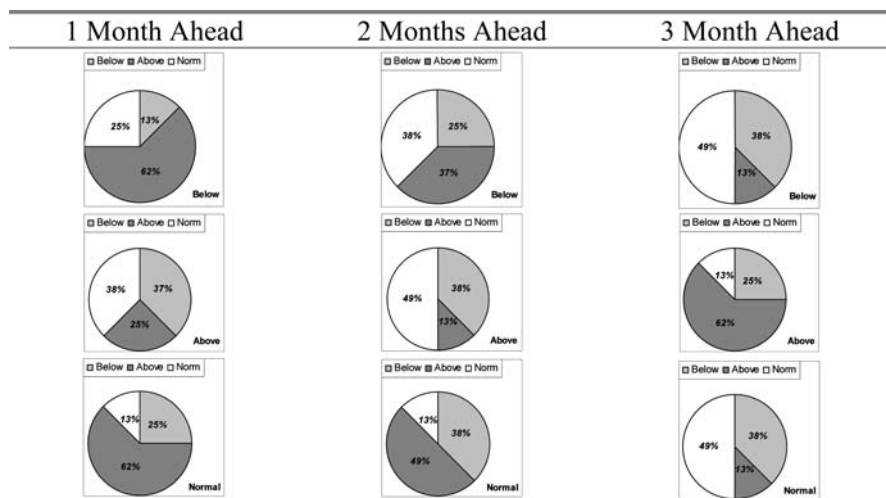 1 Month Ahead 2 Months Ahead 3 Month Ahead
Below Above Norm
25% 13%
62%
Below
Below Above Norm
38% 25%
37%
Below
Below Above Norm
49% 38%
13%
Below
Below Above Norm
38% 37%
25%
Above
Below Above Norm
49% 38%
13%
Above
Below Above Norm
13% 25%
62%
Above
Below Above Norm
13% 25%
62%
Normal
Below Above Norm
13% 38%
49%
Normal
Below Above Norm
49% 38%
13%
Normal